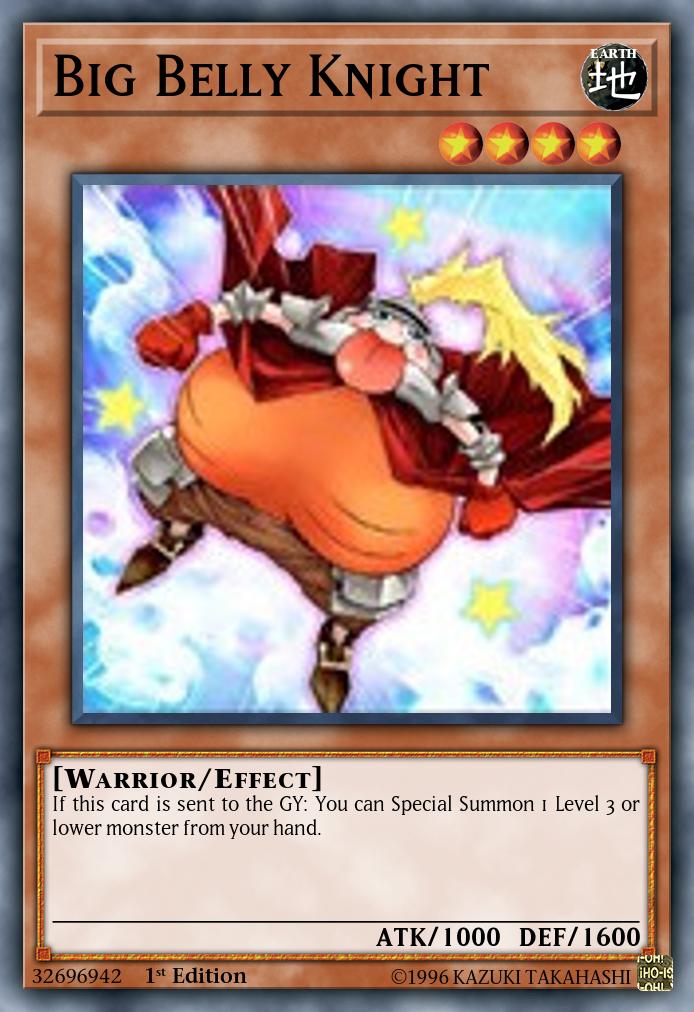 Big Belly Knight
EARTH
地
[Warrior/Effect]
If this card is sent to the GY: You can Special Summon 1 Level 3 or
lower monster from your hand.
ATK/1000 DEF/1600
32696942 1st Edition ©1996 KAZUKI TAKAHASHI